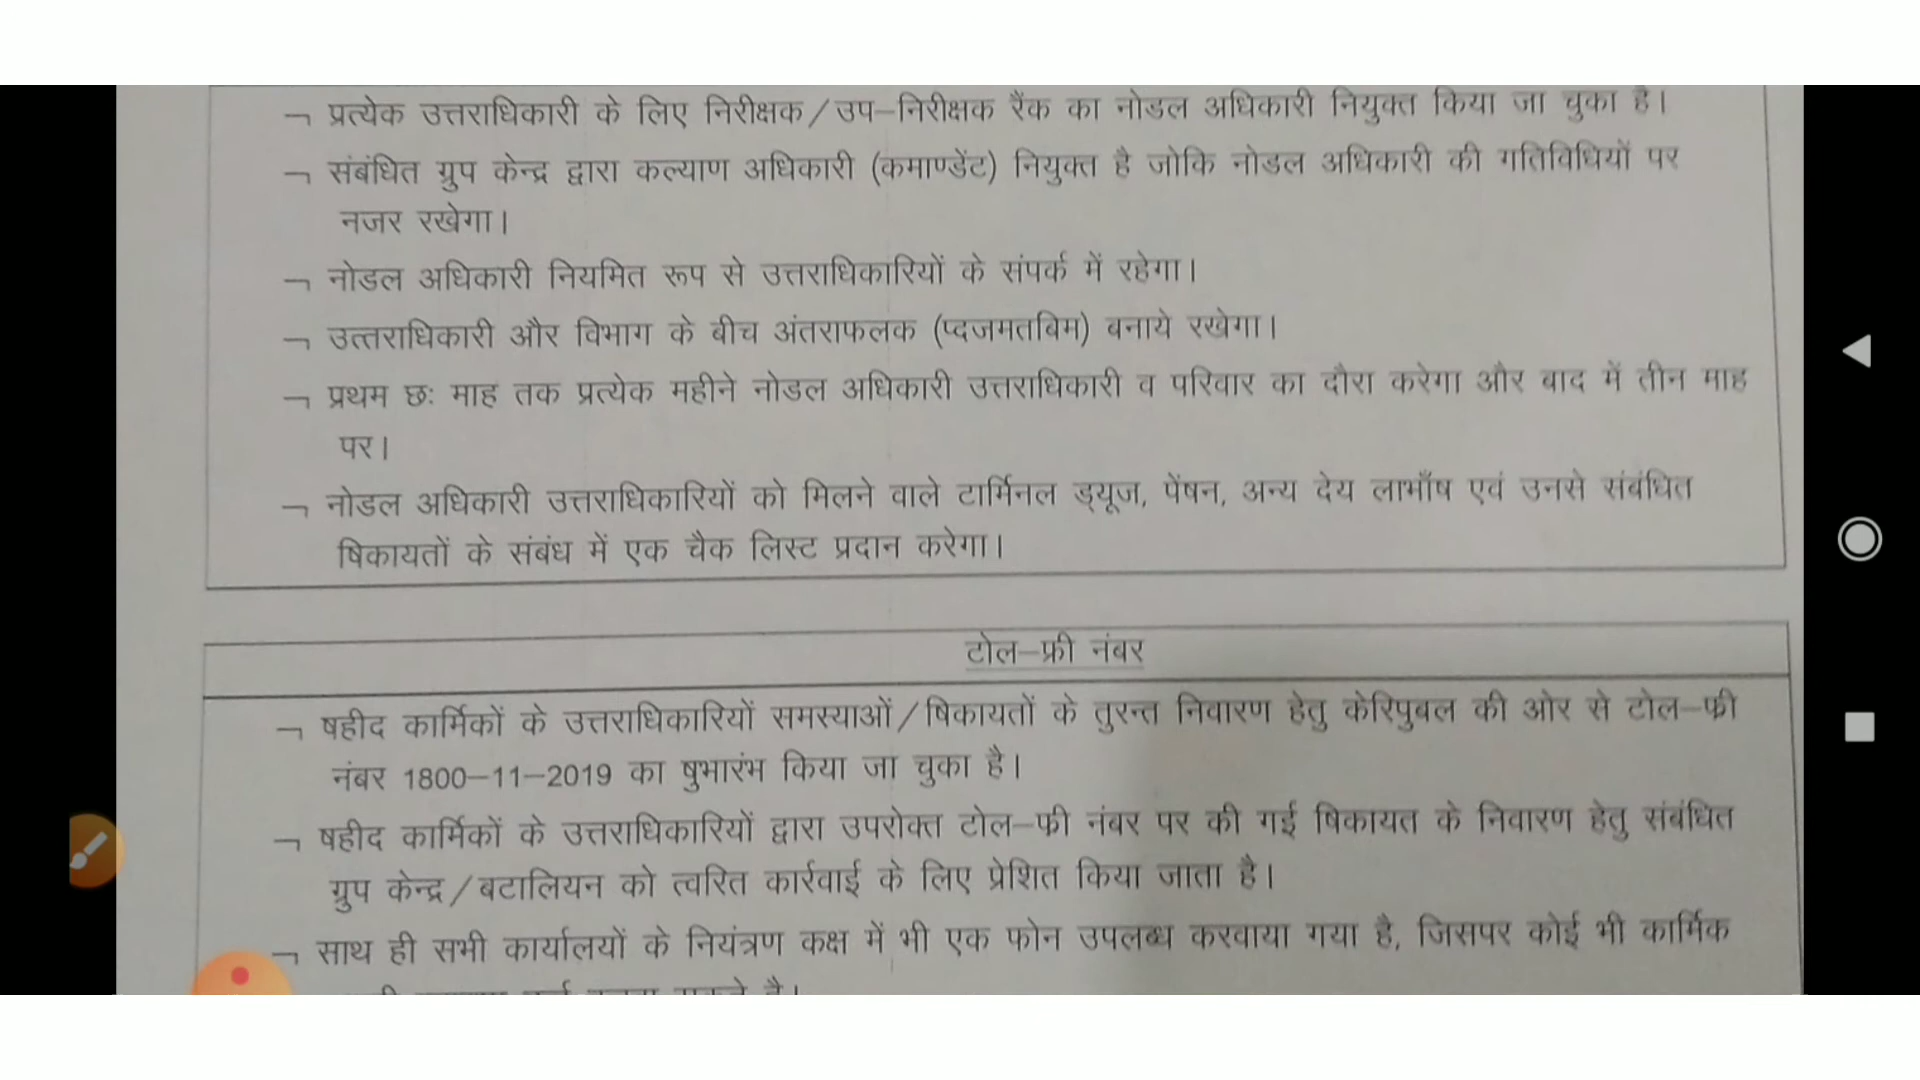 ¬ प्रत्येक उत्तराधिकारी के लिए निरीक्षक/उप–निरीक्षक रैंक का नोडल अधिकारी नियुक्त किया जा चुका है।
¬ संबंधित ग्रुप केन्द्र द्वारा कल्याण अधिकारी (कमाण्डेंट) नियुक्त है जोकि नोडल अधिकारी की गतिविधियों पर
नजर रखेगा।
¬ नोडल अधिकारी नियमित रूप से उत्तराधिकारियों के संपर्क में रहेगा।
¬ उत्तराधिकारी और विभाग के बीच अंतराफलक (प्दजमतबिम) बनाये रखेगा।
¬ प्रथम छः माह तक प्रत्येक महीने नोडल अधिकारी उत्तराधिकारी व परिवार का दौरा करेगा और बाद में तीन माह
पर।
¬ नोडल अधिकारी उत्तराधिकारियों को मिलने वाले टार्मिनल ड्यूज, पेंषन, अन्य देय लाभाँष एवं उनसे संबंधित
षिकायतों के संबंध में एक चैक लिस्ट प्रदान करेगा।
टोल–फ्री नंबर
¬ षहीद कार्मिकों के उत्तराधिकारियों समस्याओं/षिकायतों के तुरन्त निवारण हेतु केरिपुबल की ओर से टोल–फ्री
नंबर 1800–11–2019 का षुभारंभ किया जा चुका है।
¬ षहीद कार्मिकों के उत्तराधिकारियों द्वारा उपरोक्त टोल–फी नंबर पर की गई षिकायत के निवारण हेतु संबंधित
ग्रुप केन्द्र/बटालियन को त्वरित कार्रवाई के लिए प्रेशित किया जाता है।
¬ साथ ही सभी कार्यालयों के नियंत्रण कक्ष में भी एक फोन उपलब्ध करवाया गया है, जिसपर कोई भी कार्मिक